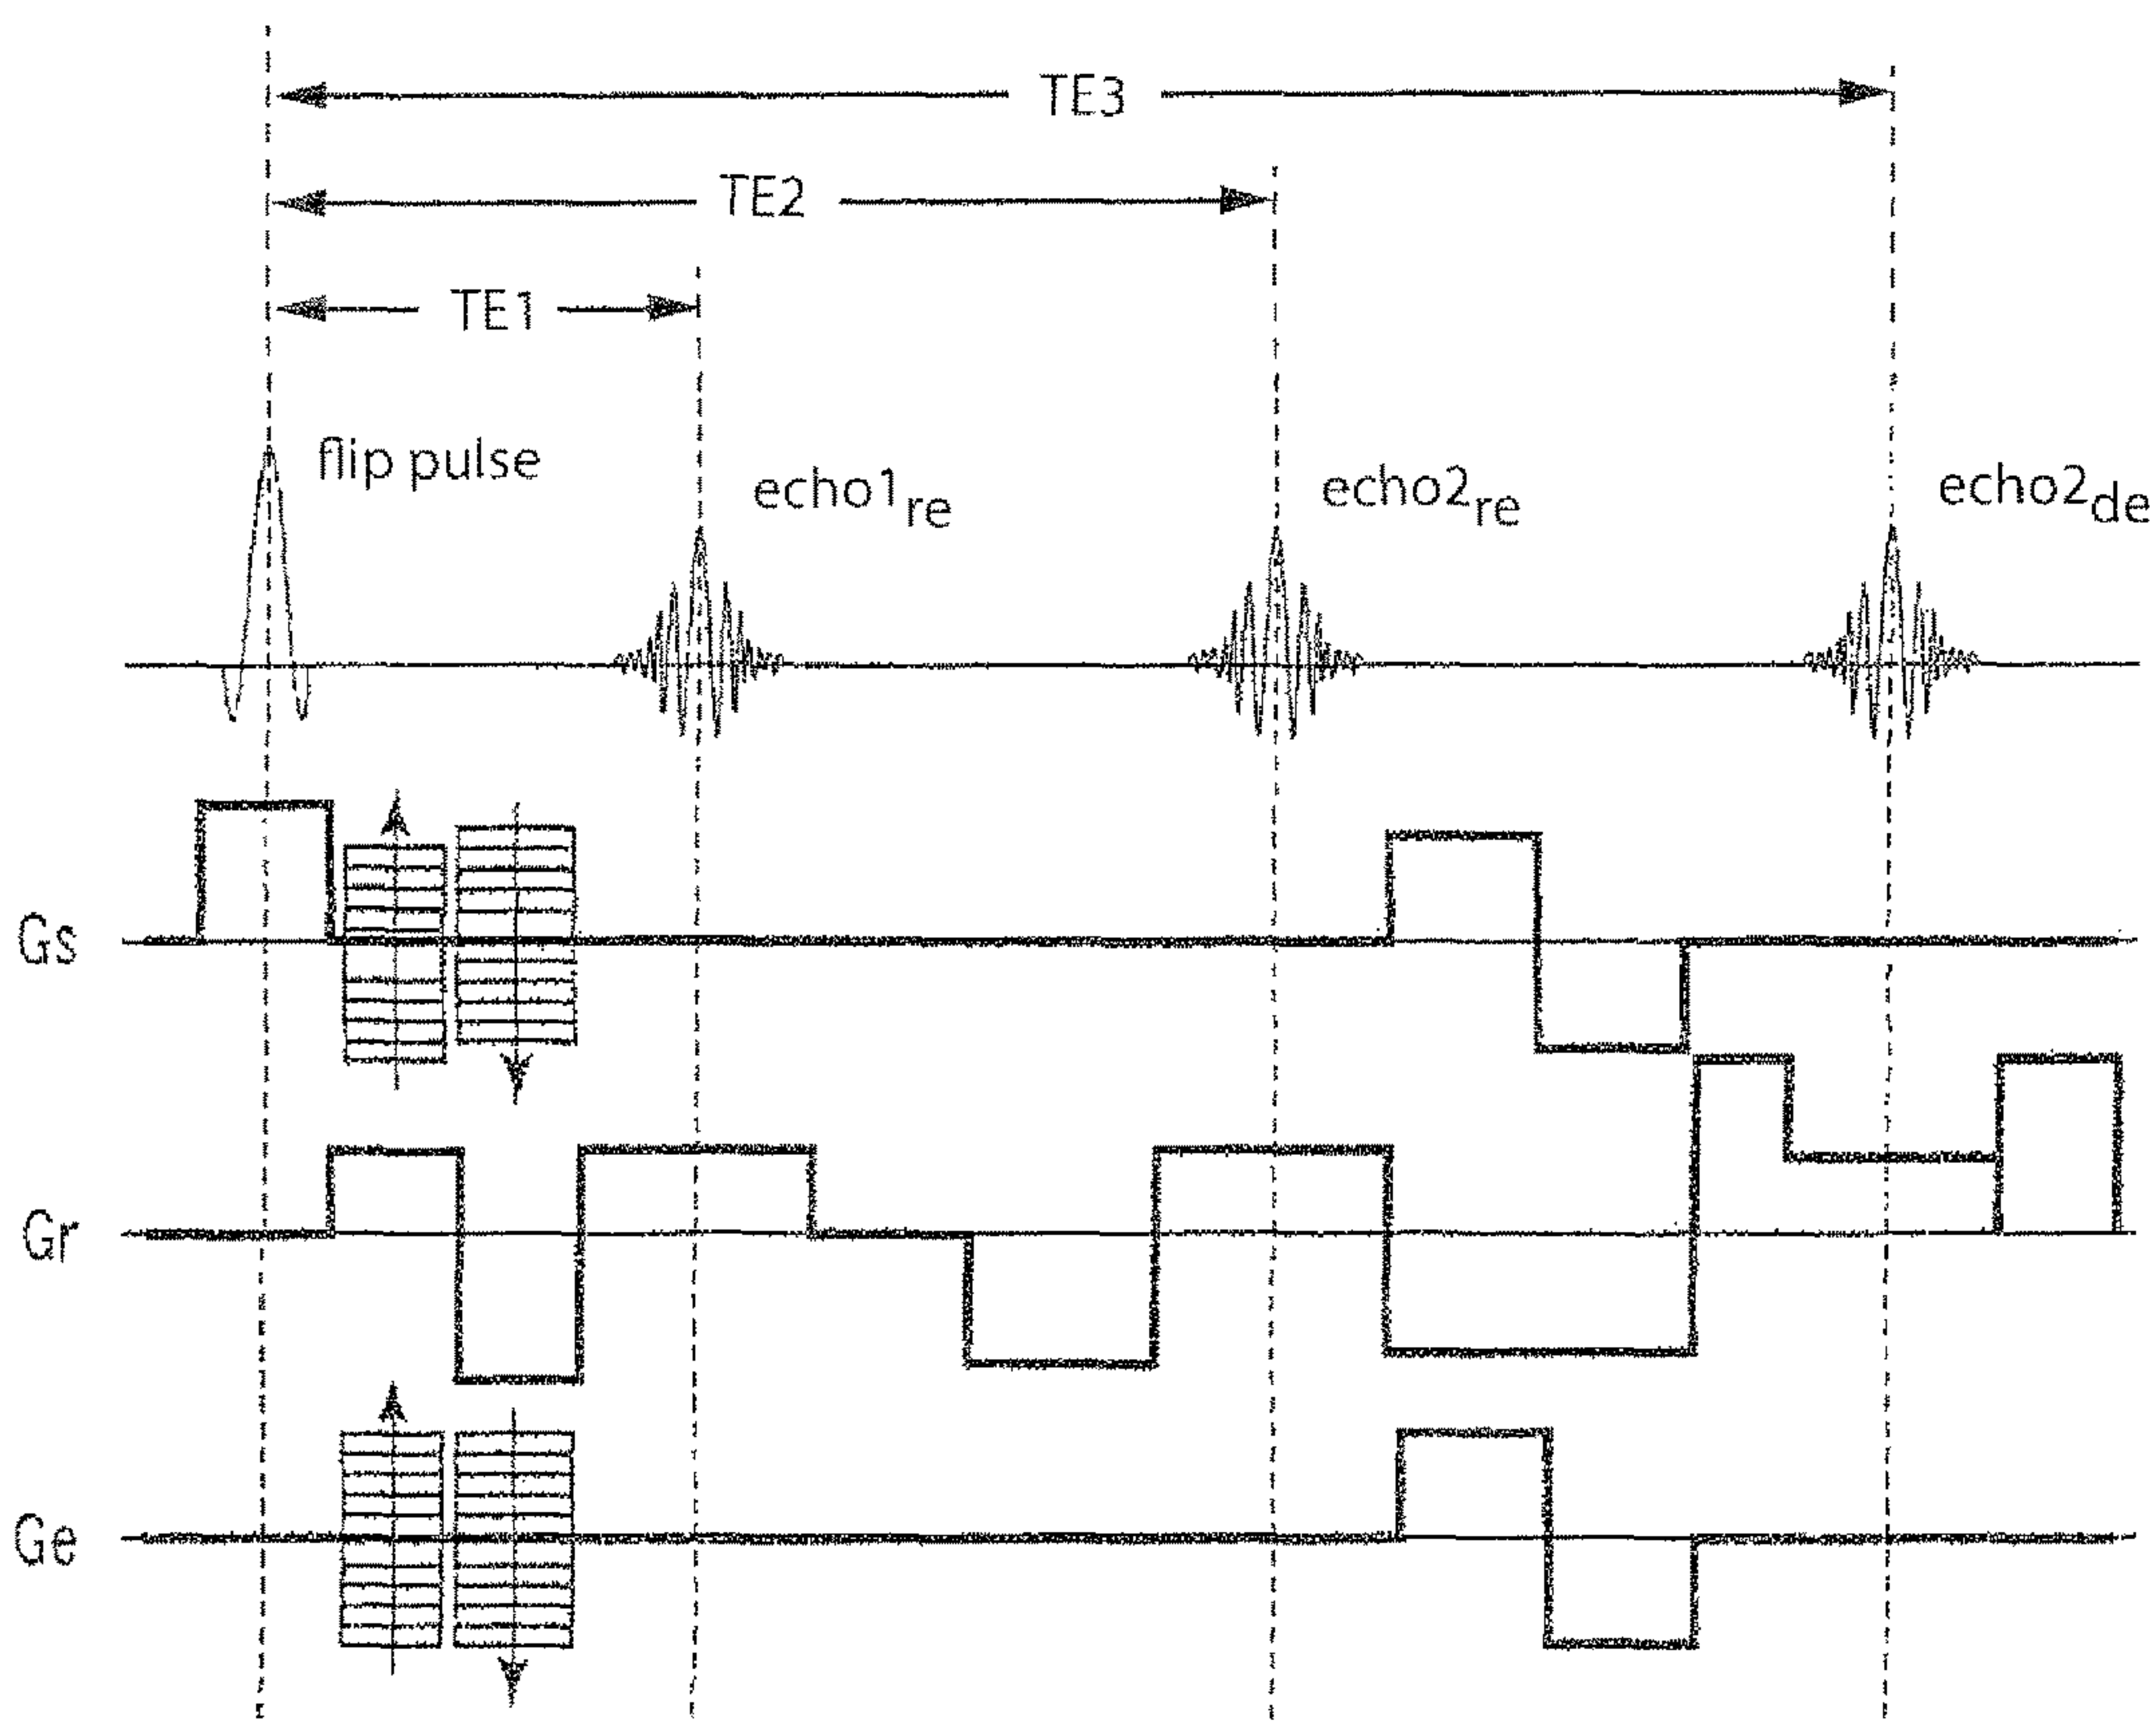 TE3
TE2
TE1
flip pulse
echo1re
echo2re
echo2de
Gs
Gr
Ge